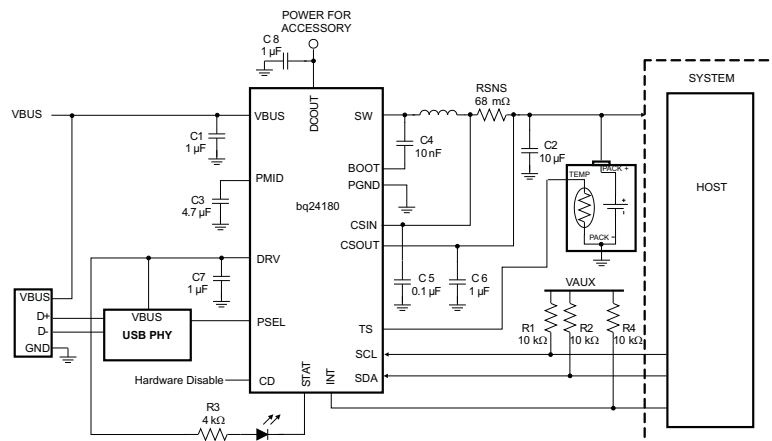 POWER FOR
ACCESSORY
C 8
1 µF
VBUS
C1
1 µF
C3
4.7 µF
C7
1 µF
VBUS
DCOUT
SW
PMID
BOOT
PGND
bq24180
CSIN
CSOUT
DRV
PSEL
TS
SCL
SDA
CD
STAT
INT
RSNS
68 mΩ
C4
10 nF
C2
10 µF
C 5
0.1 µF
C 6
1 µF
TEMP
PACK +
+
-
PACK –
SYSTEM
HOST
VAUX
R1
10 kΩ
R2
10 kΩ
R4
10 kΩ
VBUS
D+
D-
GND
VBUS
USB PHY
Hardware Disable
R3
4 kΩ